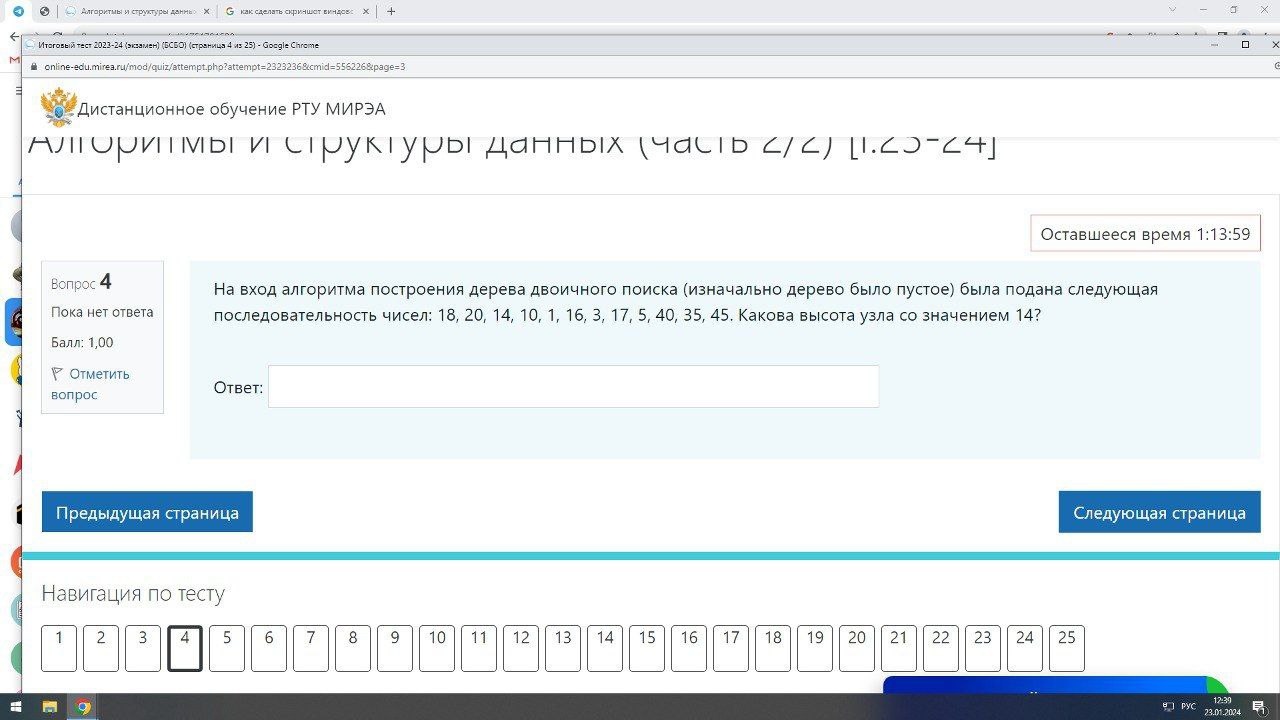 Алгоритмы и структуры данны
как сделать скриншот виндовс
Итоговый тест 2023-24 (экзамен) (БСБО) (страница 4 из 25) - Google Chrome
online-edu.mirea.ru/mod/quiz/attempt.php?attempt=2323236&cmid=556226&page=3
Дистанционное обучение РТУ МИРЭА
Алгоритмы и структуры данных (часть 2/2) [I.23-24]
Оставшееся время 1:13:59
Вопрос 4
Пока нет ответа
Балл: 1,00
Отметить
вопрос
На вход алгоритма построения дерева двоичного поиска (изначально дерево было пустое) была подана следующая
последовательность чисел: 18, 20, 14, 10, 1, 16, 3, 17, 5, 40, 35, 45. Какова высота узла со значением 14?
Ответ:
Предыдущая страница
Следующая страница
Навигация по тесту
1 2 3 4 5 6 7 8 9 10 11 12 13 14 15 16 17 18 19 20 21 22 23 24 25
РУС
12:39
23.01.2024